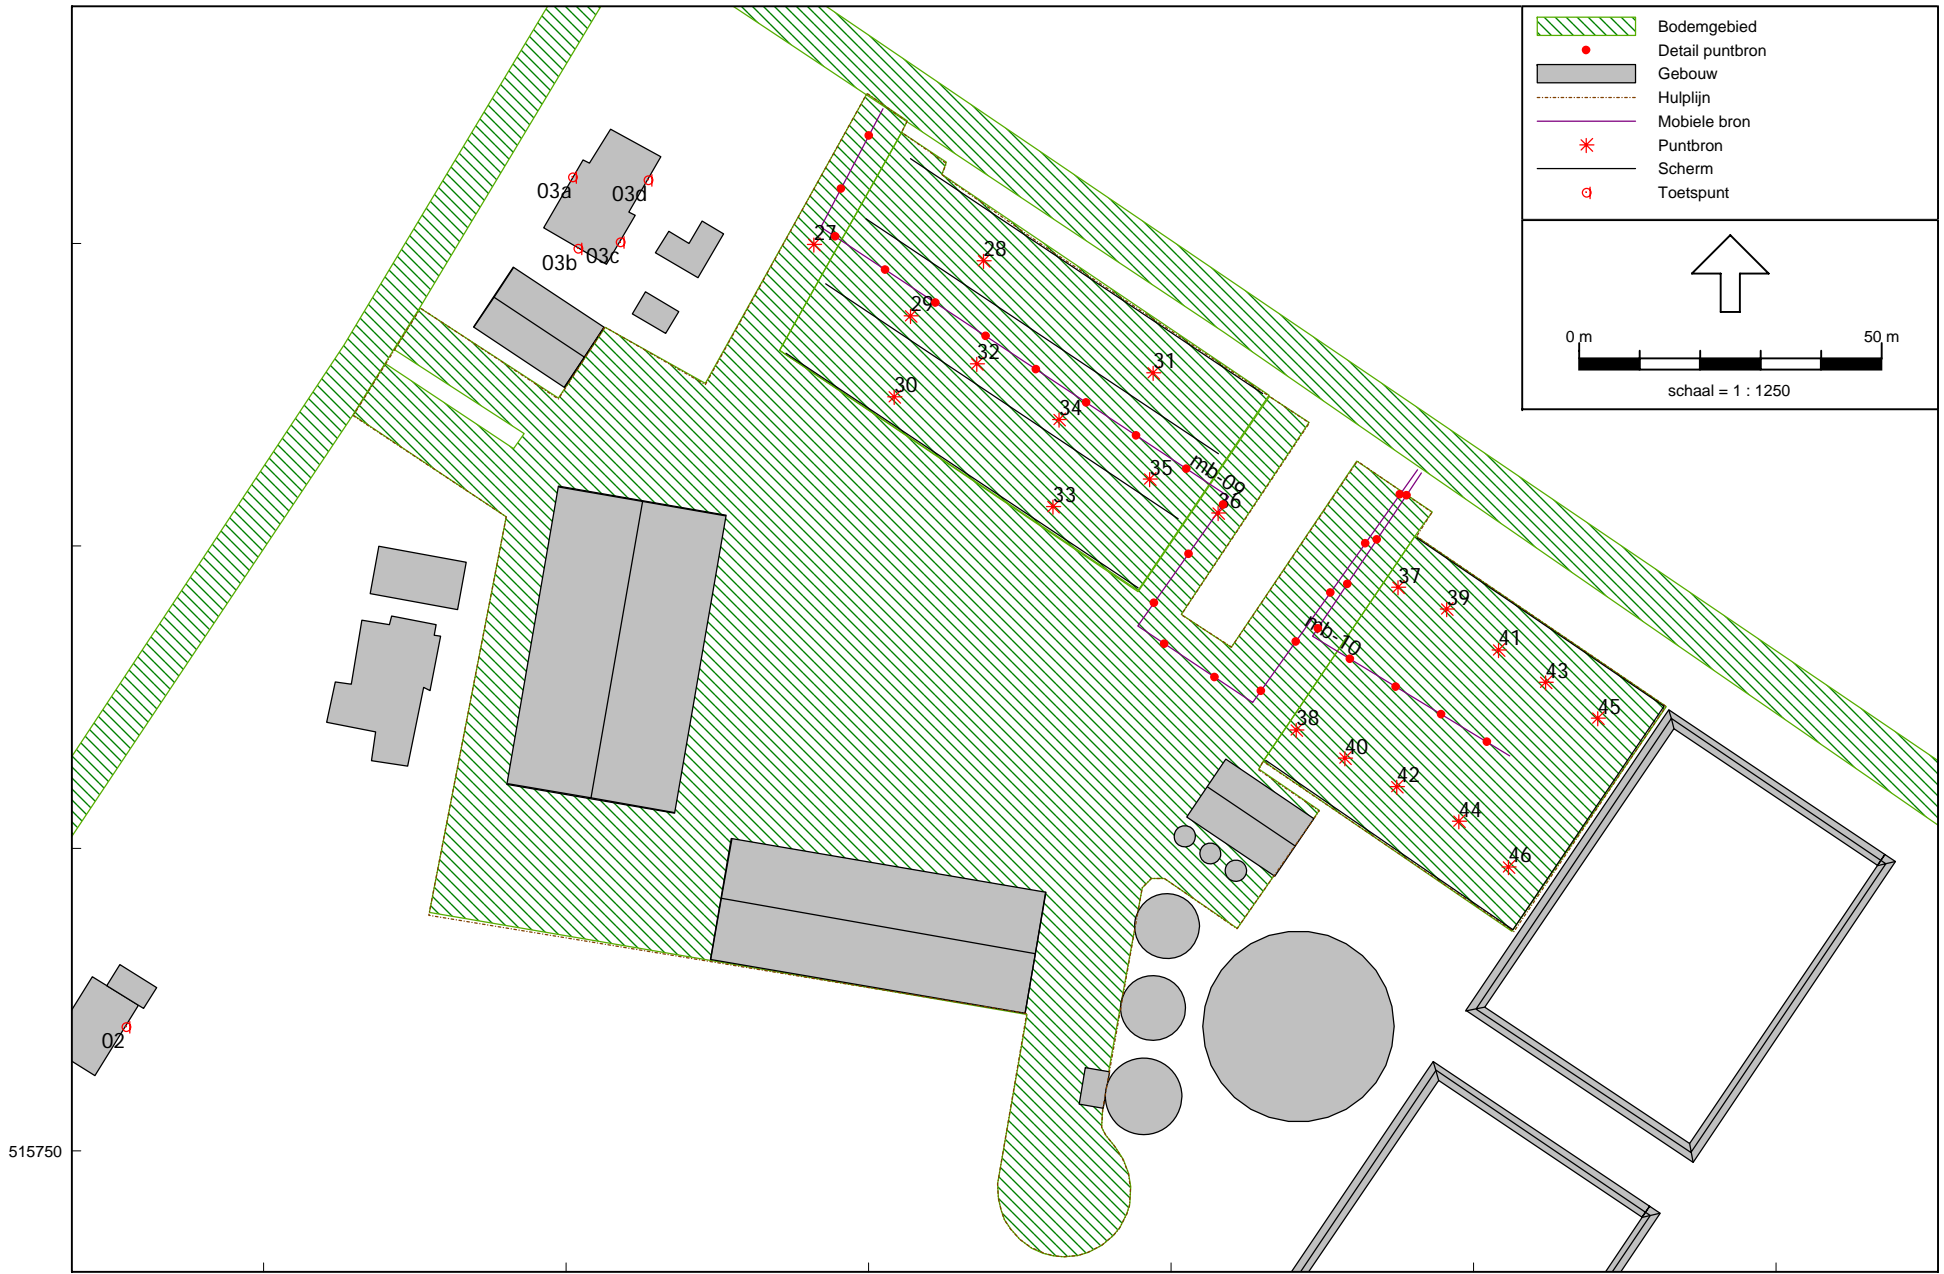 Bodemgebied
Detail puntbron
Gebouw
Hulplijn
Mobiele bron
Puntbron
Scherm
Toetspunt
0 m 50 m
schaal = 1 : 1250
03a
03d
03b
03c
27
28
29
32
31
30
34
35
mb-09
33
36
37
39
mb-10
41
43
38
45
40
42
44
46
02
515750